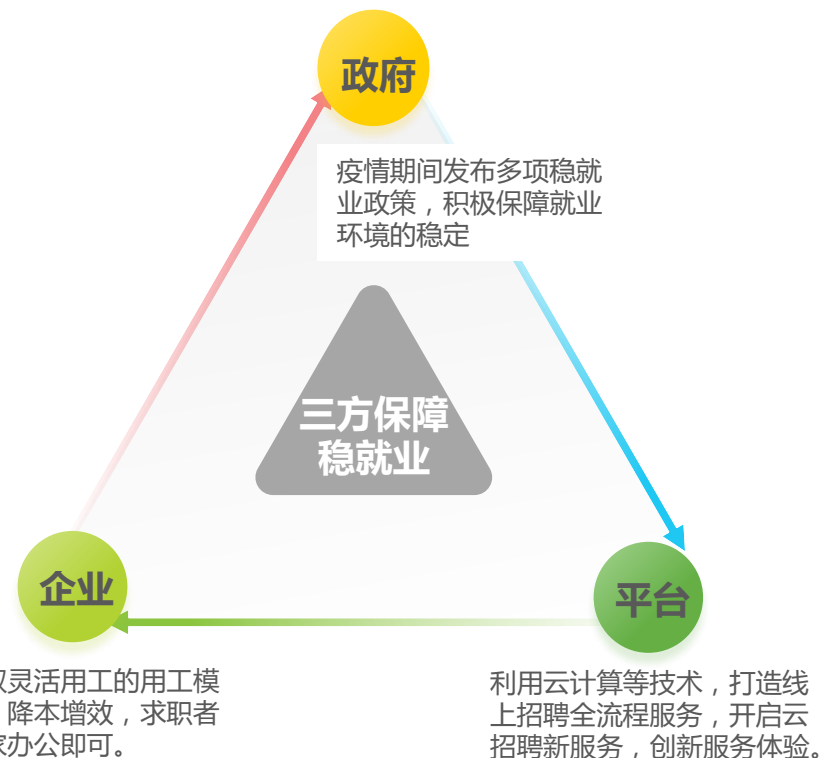 政府
疫情期间发布多项稳就
业政策，积极保障就业
环境的稳定
三方保障
稳就业
企业
平台
灵活用工的用工模
降本增效，求职者
办公即可。
利用云计算等技术，打造线
上招聘全流程服务，开启云
招聘新服务，创新服务体验。